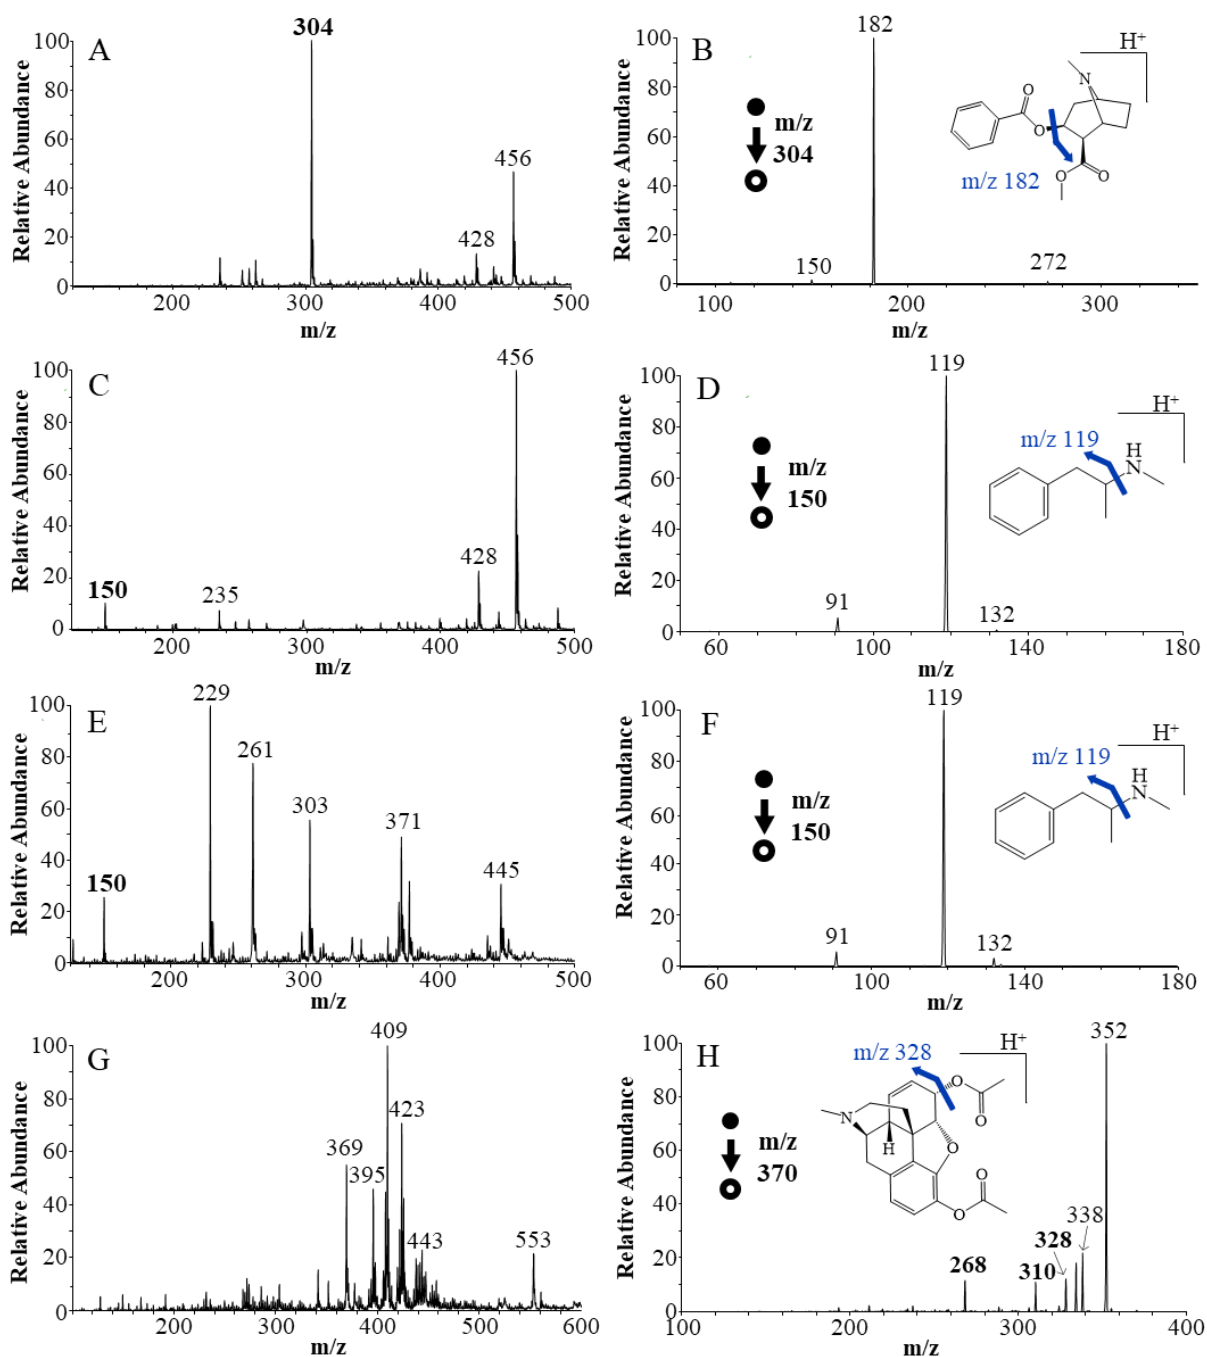 A
304
456
428
Relative Abundance
100
80
60
40
20
0
200
300
400
500
m/z
B
182
150
272
m/z
304
H+
N
O
O
O
O
m/z 182
Relative Abundance
100
80
60
40
20
0
100
200
300
m/z
C
456
428
150
235
Relative Abundance
100
80
60
40
20
0
200
300
400
500
m/z
D
119
91
132
m/z
150
m/z 119
H+
H
N
Relative Abundance
100
80
60
40
20
0
60
100
140
180
m/z
E
229
261
303
371
445
150
Relative Abundance
100
80
60
40
20
0
200
300
400
500
m/z
F
119
91
132
m/z
150
m/z 119
H+
H
N
Relative Abundance
100
80
60
40
20
0
60
100
140
180
m/z
G
409
423
369
395
443
553
Relative Abundance
100
80
60
40
20
0
200
300
400
500
600
m/z
H
352
338
328
310
268
m/z
370
m/z 328
H+
N
H
O
O
O
O
O
Relative Abundance
100
80
60
40
20
0
100
200
300
400
m/z